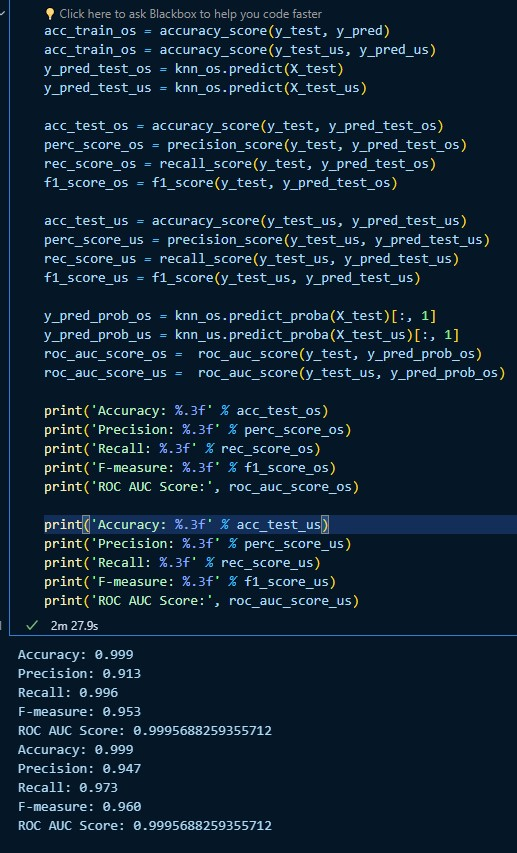 Click here to ask Blackbox to help you code faster
acc_train_os = accuracy_score(y_test, y_pred)
acc_train_os = accuracy_score(y_test_us, y_pred_us)
y_pred_test_os = knn_os.predict(X_test)
y_pred_test_us = knn_os.predict(X_test_us)

acc_test_os = accuracy_score(y_test, y_pred_test_os)
perc_score_os = precision_score(y_test, y_pred_test_os)
rec_score_os = recall_score(y_test, y_pred_test_os)
f1_score_os = f1_score(y_test, y_pred_test_os)

acc_test_us = accuracy_score(y_test_us, y_pred_test_us)
perc_score_us = precision_score(y_test_us, y_pred_test_us)
rec_score_us = recall_score(y_test_us, y_pred_test_us)
f1_score_us = f1_score(y_test_us, y_pred_test_us)

y_pred_prob_os = knn_os.predict_proba(X_test)[:, 1]
y_pred_prob_us = knn_us.predict_proba(X_test_us)[:, 1]
roc_auc_score_os =  roc_auc_score(y_test, y_pred_prob_os)
roc_auc_score_us =  roc_auc_score(y_test_us, y_pred_prob_os)

print('Accuracy: %.3f' % acc_test_os)
print('Precision: %.3f' % perc_score_os)
print('Recall: %.3f' % rec_score_os)
print('F-measure: %.3f' % f1_score_os)
print('ROC AUC Score:', roc_auc_score_os)

print('Accuracy: %.3f' % acc_test_us)
print('Precision: %.3f' % perc_score_us)
print('Recall: %.3f' % rec_score_us)
print('F-measure: %.3f' % f1_score_us)
print('ROC AUC Score:', roc_auc_score_us)
2m 27.9s
Accuracy: 0.999
Precision: 0.913
Recall: 0.996
F-measure: 0.953
ROC AUC Score: 0.9995688259355712
Accuracy: 0.999
Precision: 0.947
Recall: 0.973
F-measure: 0.960
ROC AUC Score: 0.9995688259355712